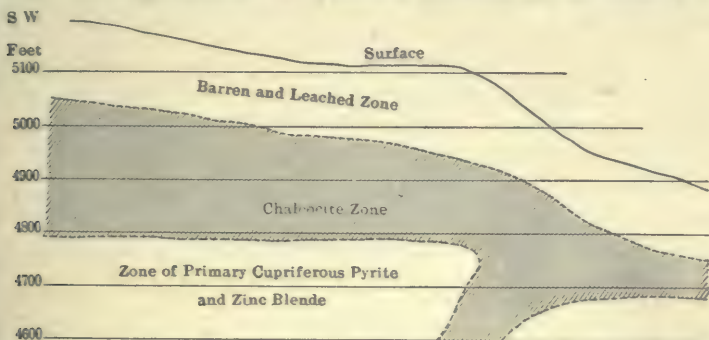 S W
Feet
Surface
5100
Barren and Leached Zone
5000
4900
Chalcocite Zone
4800
Zone of Primary Cupriferous Pyrite
4700
and Zinc Blende
4600